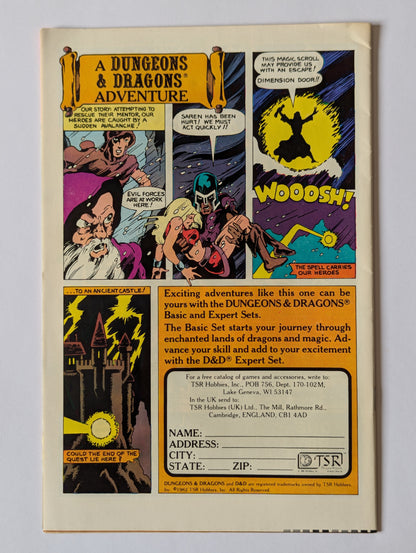 A DUNGEONS
& DRAGONS®
ADVENTURE
OUR STORY: ATTEMPTING TO
RESCUE THEIR MENTOR, OUR
HEROES ARE CAUGHT BY A
SUDDEN AVALANCHE!
EVIL FORCES
ARE AT WORK
HERE!
SAREN HAS BEEN
HURT! WE MUST
ACT QUICKLY!!
THIS MAGIC SCROLL
MAY PROVIDE US
WITH AN ESCAPE!
DIMENSION DOOR!!
WOODSH!
THE SPELL CARRIES
OUR HEROES
...TO AN ANCIENT CASTLE!
COULD THE END OF THE
QUEST LIE HERE?
Exciting adventures like this one can be
yours with the DUNGEONS & DRAGONS®
Basic and Expert Sets.
The Basic Set starts your journey through
enchanted lands of dragons and magic. Ad-
vance your skill and add to your excitement
with the D&D® Expert Set.
For a free catalog of games and accessories, write to:
TSR Hobbies, Inc., POB 756, Dept. 170-102M,
Lake Geneva, WI 53147
In the UK send to:
TSR Hobbies (UK) Ltd., The Mill, Rathmore Rd.,
Cambridge, ENGLAND, CB1 4AD
NAME:
ADDRESS:
CITY:
STATE: ZIP:
TSR
DUNGEONS & DRAGONS and D&D are registered trademarks owned by TSR Hobbies,
Inc. ©1982 TSR Hobbies, Inc. All Rights Reserved.